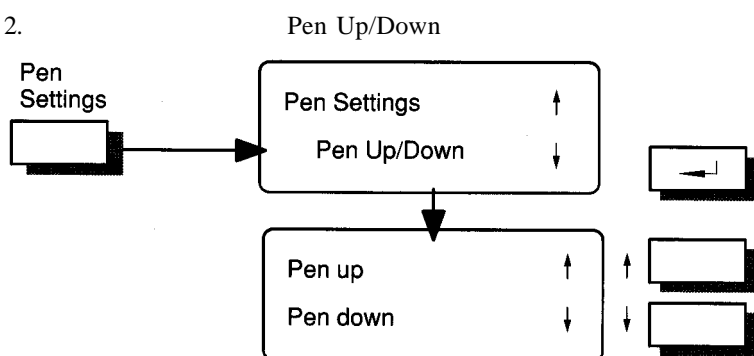 2. Pen Up/Down
Pen
Settings
Pen Settings ↑
Pen Up/Down ↓
Pen up ↑ ↑
Pen down ↓ ↓